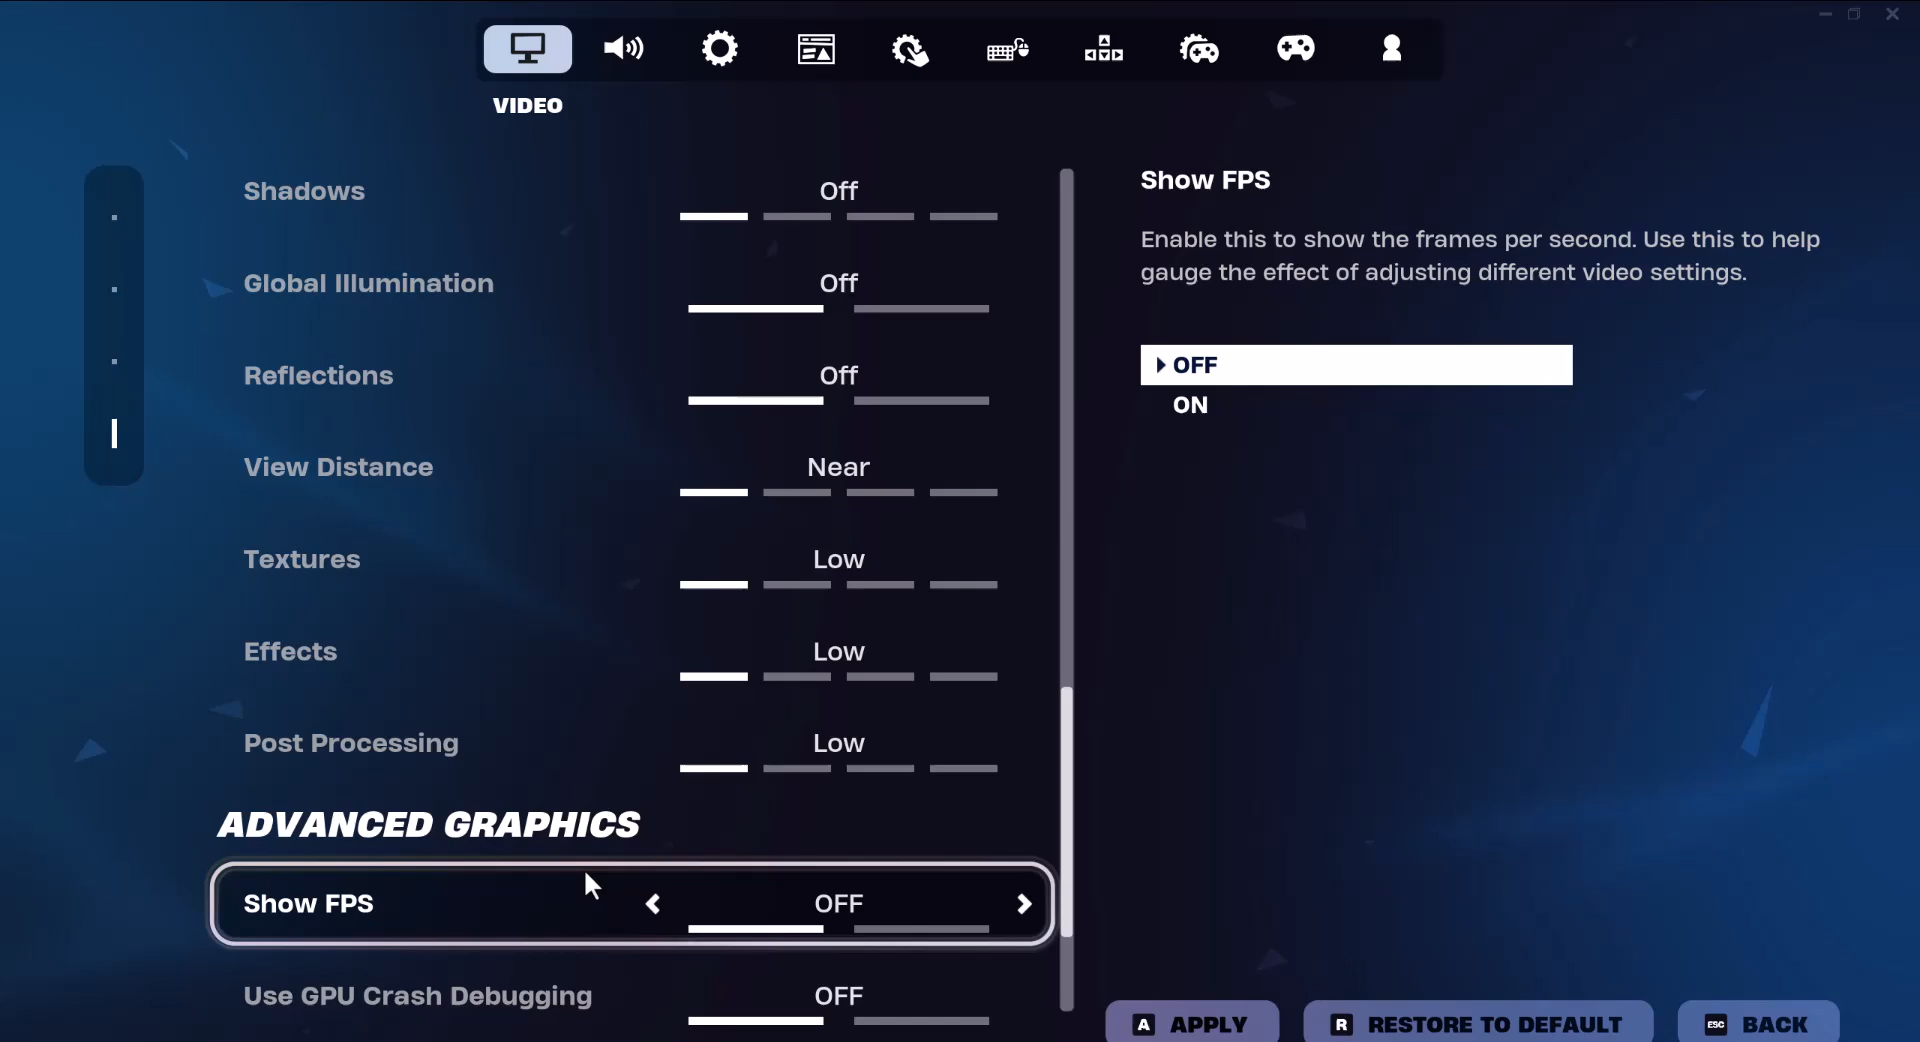 VIDEO
Shadows Off
Global Illumination Off
Reflections Off
View Distance Near
Textures Low
Effects Low
Post Processing Low
ADVANCED GRAPHICS
Show FPS OFF
Use GPU Crash Debugging OFF
Show FPS
Enable this to show the frames per second. Use this to help
gauge the effect of adjusting different video settings.
OFF
ON
A APPLY
R RESTORE TO DEFAULT
ESC BACK